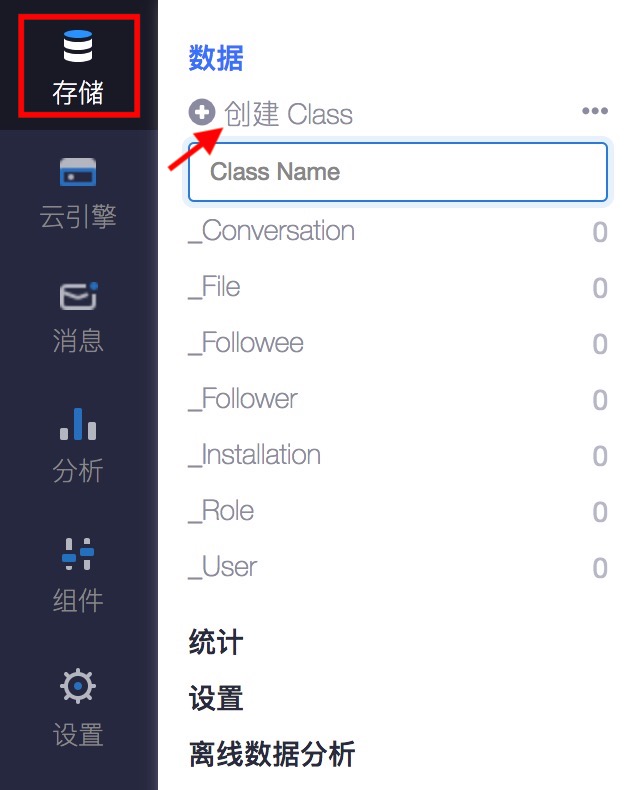 存储
云引擎
消息
分析
组件
设置
数据
创建 Class
Class Name
_Conversation 0
_File 0
_Followee 0
_Follower 0
_Installation 0
_Role 0
_User 0
统计
设置
离线数据分析